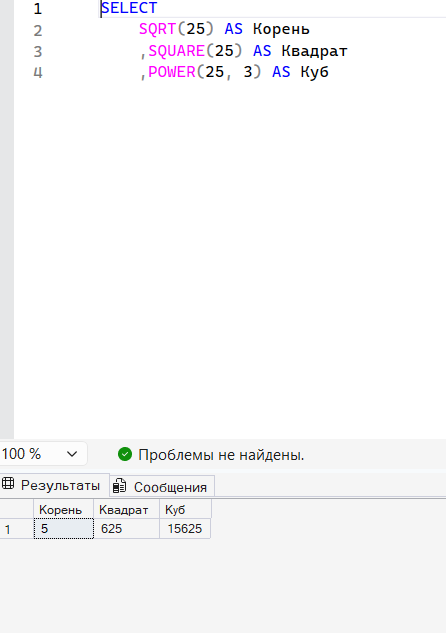 1 SELECT
2 SQRT(25) AS Корень
3 ,SQUARE(25) AS Квадрат
4 ,POWER(25, 3) AS Куб
100 % Проблемы не найдены.
Результаты Сообщения
Корень Квадрат Куб
1 5 625 15625